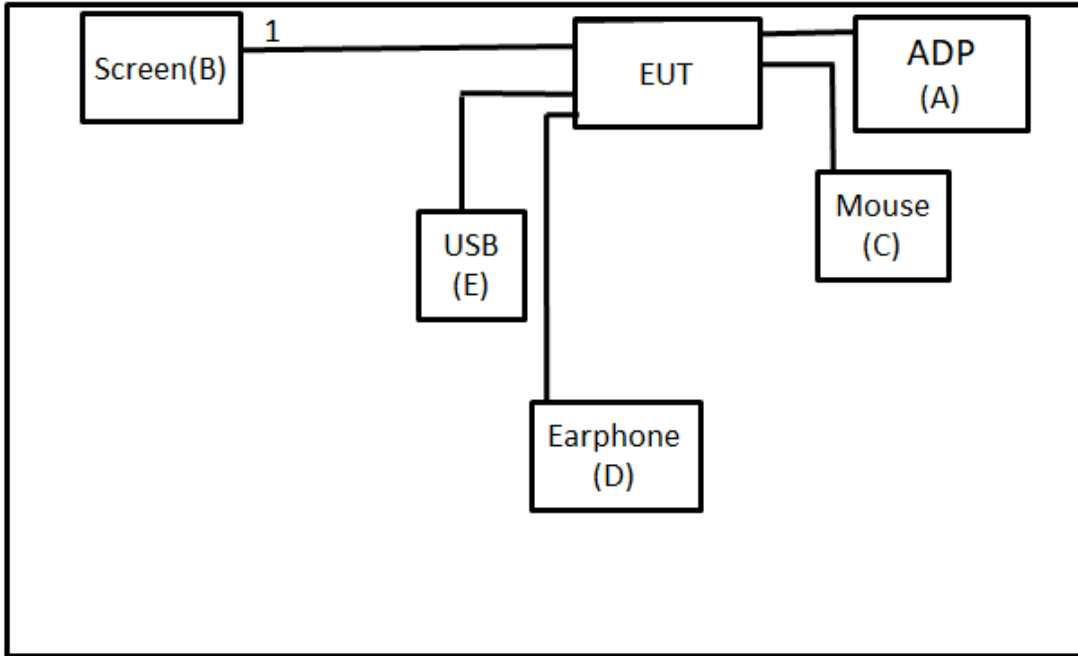 1
Screen(B)
EUT
ADP
(A)
Mouse
(C)
USB
(E)
Earphone
(D)